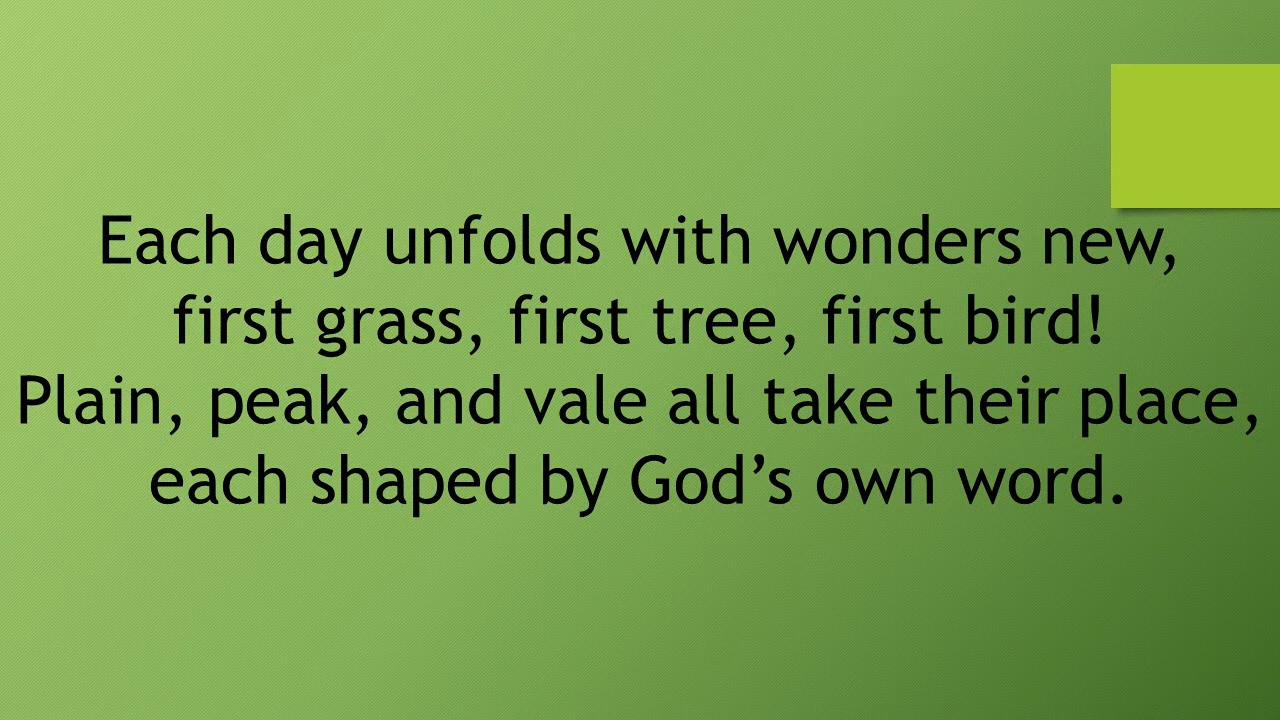 Each day unfolds with wonders new,
first grass, first tree, first bird!
Plain, peak, and vale all take their place,
each shaped by God’s own word.